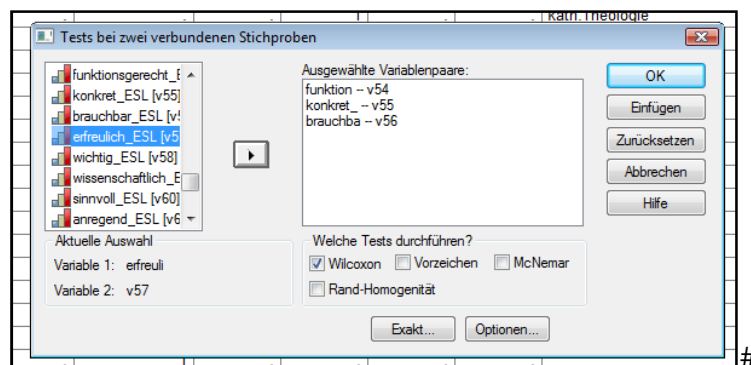 kath.Theologie
Tests bei zwei verbundenen Stichproben
funktionsgerecht_E
konkret_ESL [v55]
brauchbar_ESL [v5
erfreulich_ESL [v5
wichtig_ESL [v58]
wissenschaftlich_E
sinnvoll_ESL [v60]
anregend_ESL [v6
Ausgewählte Variablenpaare:
funktion -- v54
konkret_ -- v55
brauchba -- v56
OK
Einfügen
Zurücksetzen
Abbrechen
Hilfe
Aktuelle Auswahl
Variable 1: erfreuli
Variable 2: v57
Welche Tests durchführen?
Wilcoxon Vorzeichen McNemar
Rand-Homogenität
Exakt... Optionen...
#